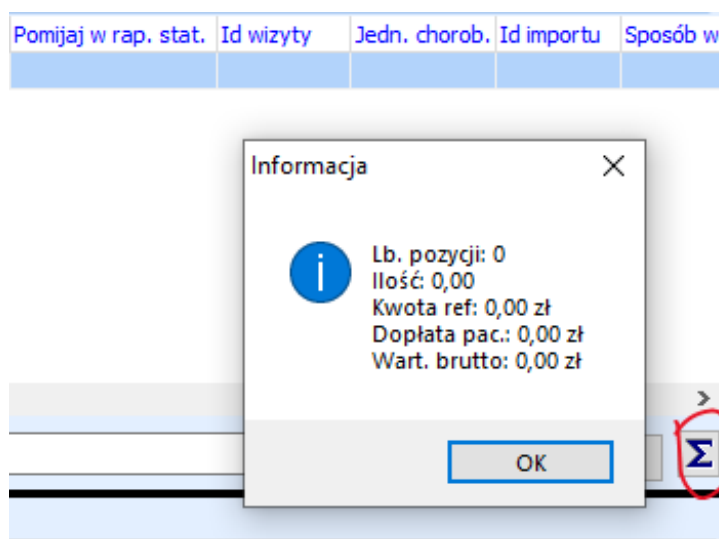 Pomijaj w rap. stat. Id wizyty Jedn. chorob. Id importu Sposób w
Informacja
Lb. pozycji: 0
Ilość: 0,00
Kwota ref: 0,00 zł
Dopłata pac.: 0,00 zł
Wart. brutto: 0,00 zł
Σ
OK